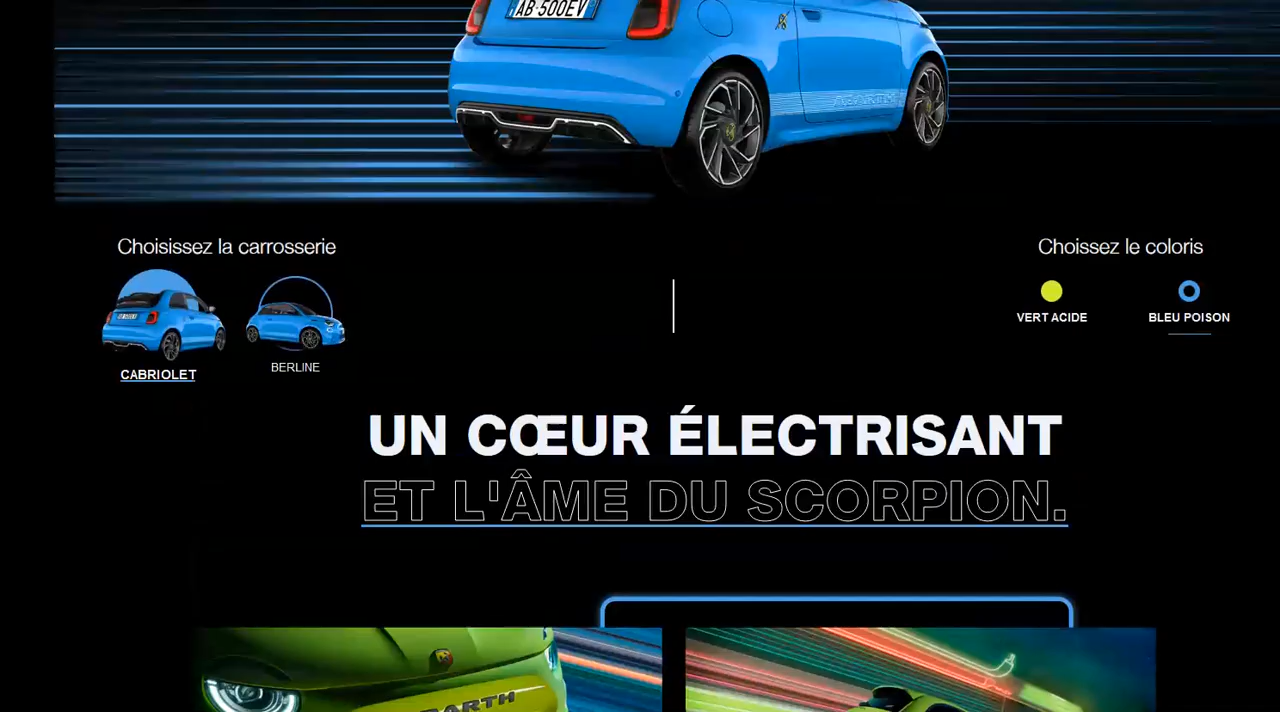 AB·500EV
Choisissez la carrosserie
CABRIOLET
BERLINE
Choissez le coloris
VERT ACIDE
BLEU POISON
UN CŒUR ÉLECTRISANT
ET L'ÂME DU SCORPION.